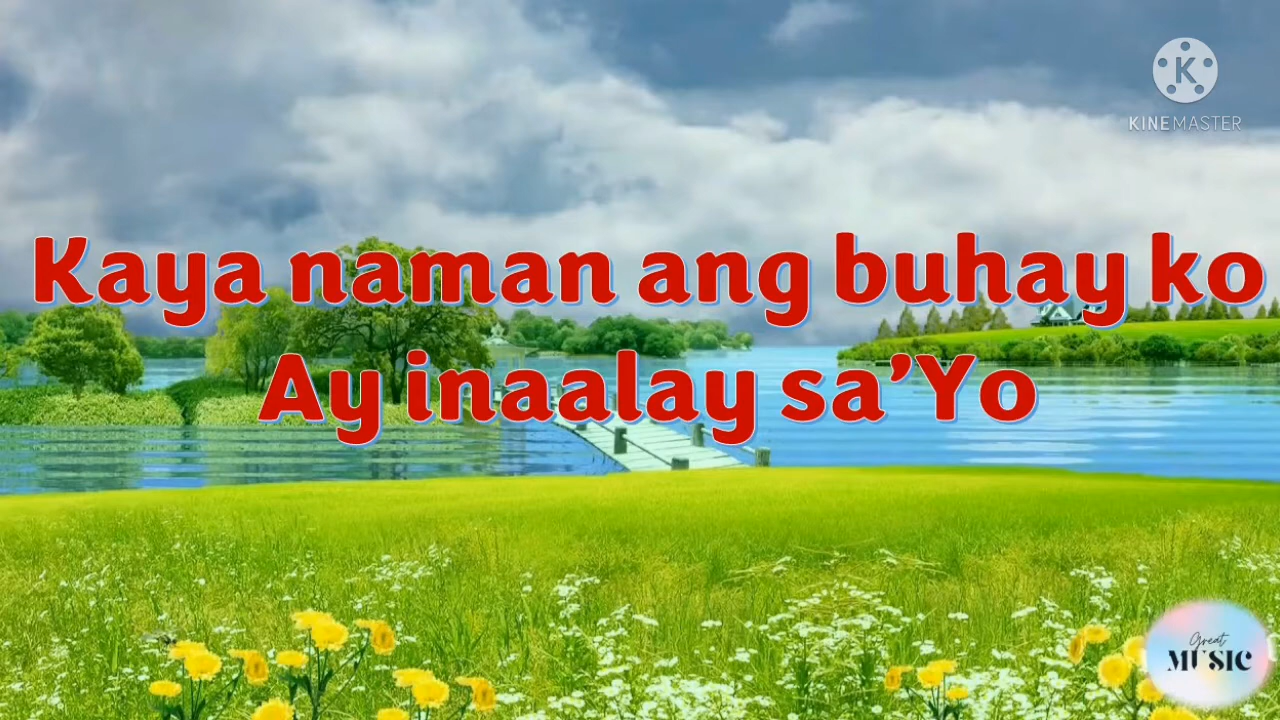 K
KINEMASTER
Kaya naman ang buhay ko
Ay inaalay sa’Yo
Great
MUSIC